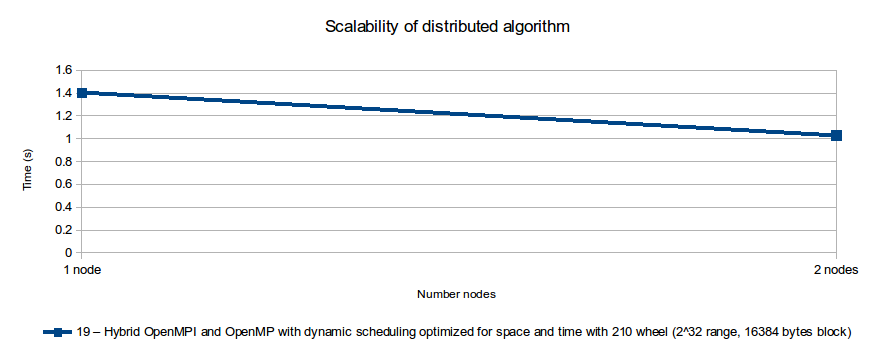 Scalability of distributed algorithm
1.6
1.4
1.2
1
0.8
0.6
0.4
0.2
0
Time (s)
1 node
2 nodes
Number nodes
19 – Hybrid OpenMPI and OpenMP with dynamic scheduling optimized for space and time with 210 wheel (2^32 range, 16384 bytes block)